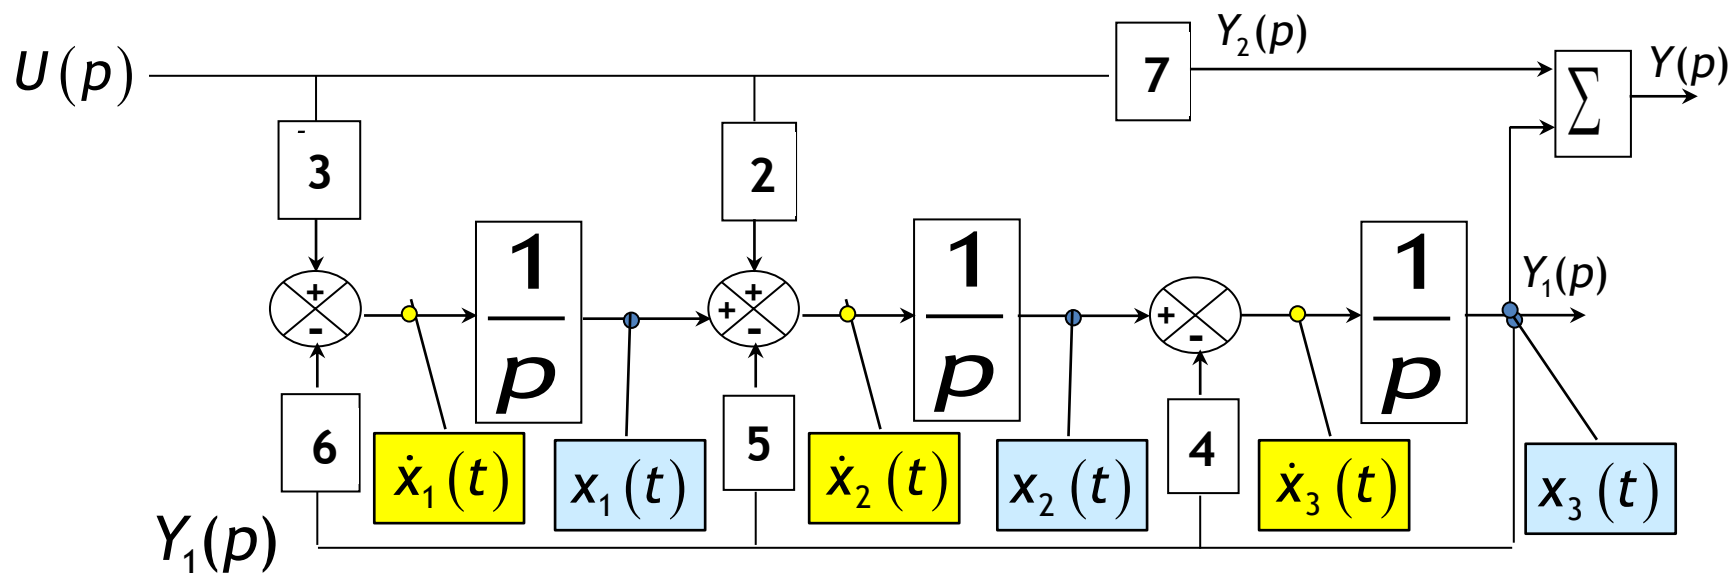 U(p)
7
Y₂(p)
∑
Y(p)
-
3
2
+
-
1/p
+
+
-
1/p
+
-
1/p
Y₁(p)
6
5
4
ẋ₁(t)
x₁(t)
ẋ₂(t)
x₂(t)
ẋ₃(t)
x₃(t)
Y₁(p)